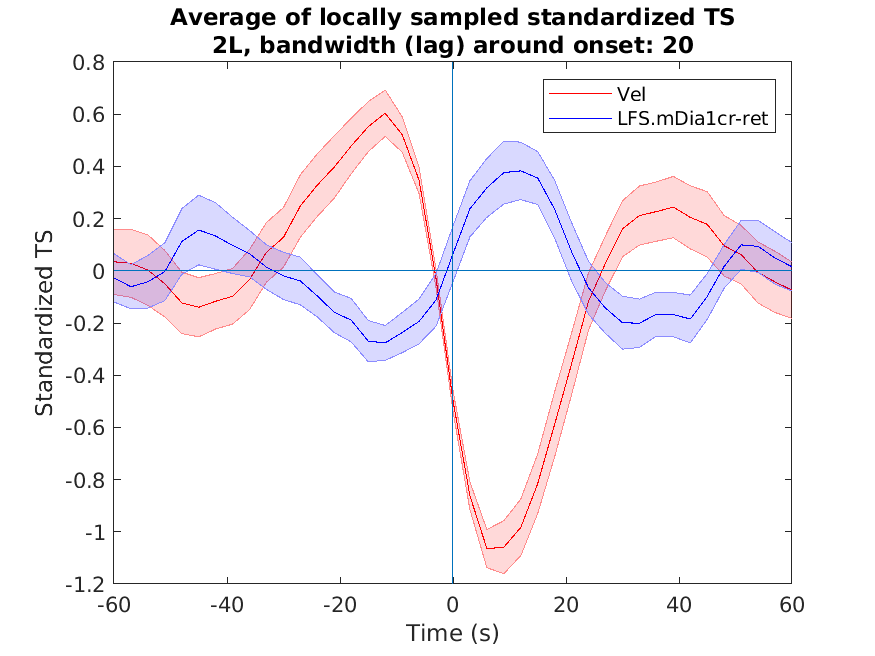 Average of locally sampled standardized TS
2L, bandwidth (lag) around onset: 20
Vel
LFS.mDia1cr-ret
Standardized TS
0.8
0.6
0.4
0.2
0
-0.2
-0.4
-0.6
-0.8
-1
-1.2
-60 -40 -20 0 20 40 60
Time (s)